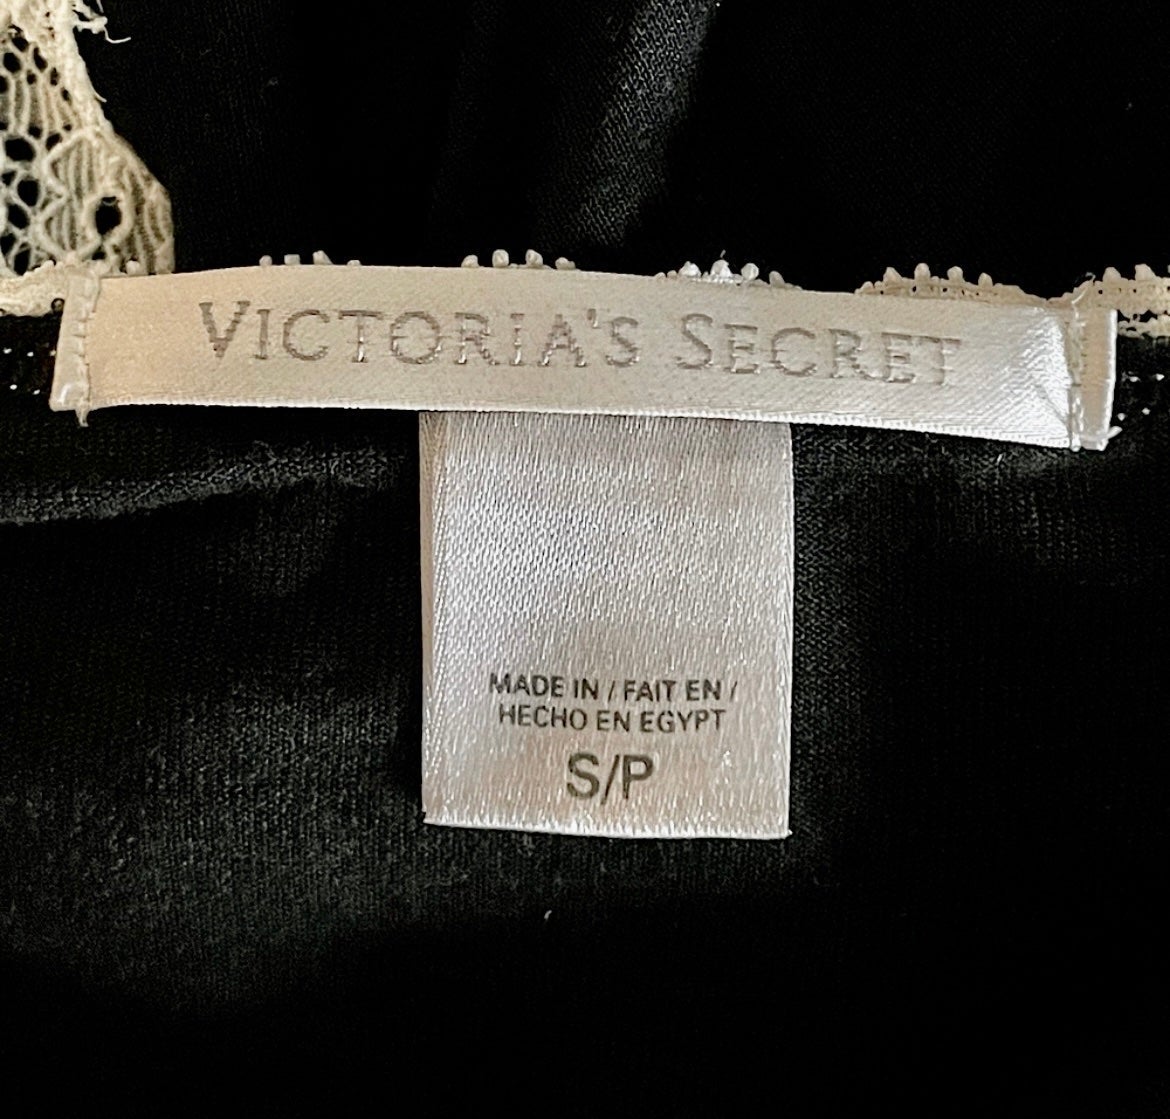 VICTORIA'S SECRET
MADE IN / FAIT EN /
HECHO EN EGYPT
S/P